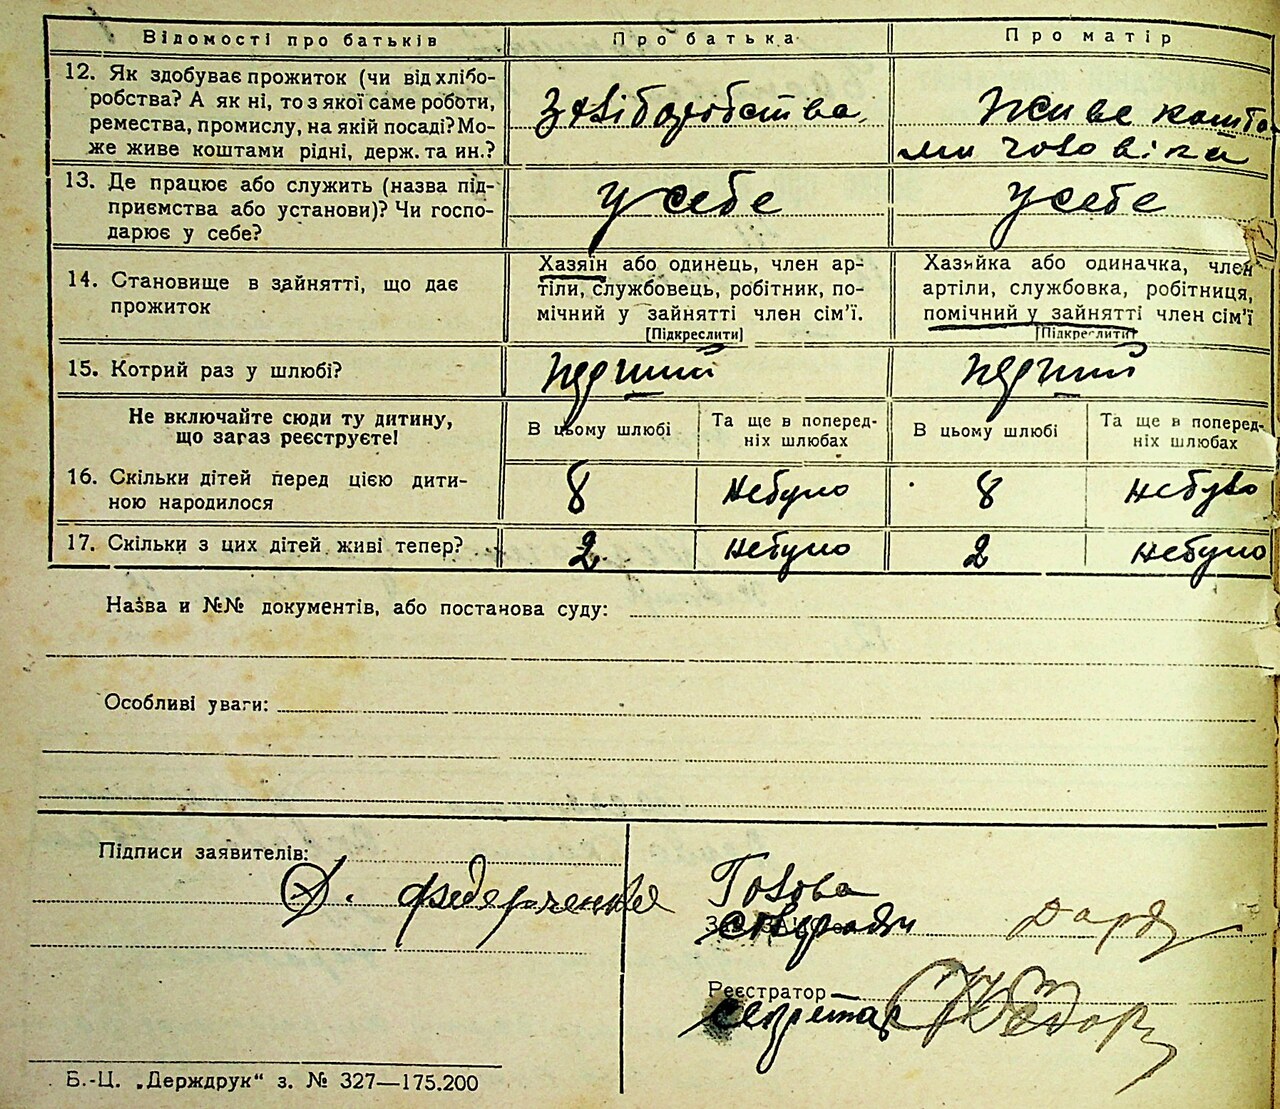 Відомості про батьків Про батька Про матір
12. Як здобуває прожиток (чи від хлібо-
робства? А як ні, то з якої саме роботи,
ремества, промислу, на якій посаді? Мо-
же живе коштами рідні, держ. та ин.?
з хліборобства
Живе кошта-
ми чоловіка
13. Де працює або служить (назва під-
приємства або установи)? Чи госпо-
дарює у себе?
у себе
у себе
14. Становище в зайнятті, що дає
прожиток
Хазяїн або одинець, член ар-
тіли, службовець, робітник, по-
мічний у зайнятті член сім'ї.
[Підкреслити]
Хазяйка або одиначка, член
артіли, службовка, робітниця,
помічний у зайнятті член сім'ї
[Підкреслити]
15. Котрий раз у шлюбі?
перший
перший
Не включайте сюди ту дитину,
що загаз реєструєте!
В цьому шлюбі
Та ще в поперед-
ніх шлюбах
В цьому шлюбі
Та ще в поперед-
ніх шлюбах
16. Скільки дітей перед цією дити-
ною народилося
8 небуло 8 небуло
17. Скільки з цих дітей живі тепер?
2 небуло 2 небуло
Назва и №№ документів, або постанова суду:
Особливі уваги:
Підписи заявителів:
Д. Федерченко
Голова
сільради
Реєстратор
секретар
Б.-Ц. „Держдрук" з. № 327—175.200